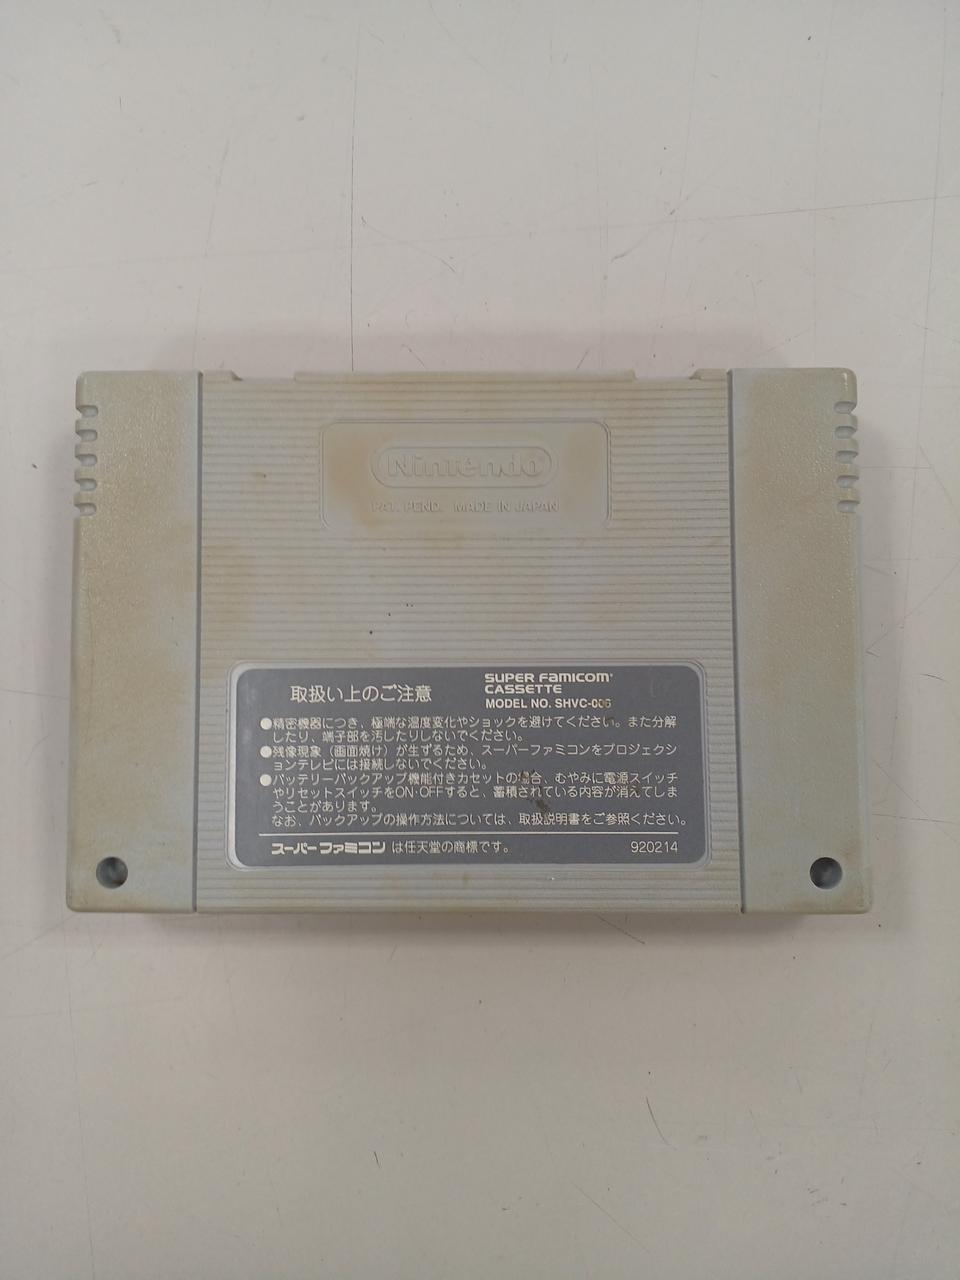 Nintendo
PAT. PEND. MADE IN JAPAN
取扱い上のご注意
SUPER FAMICOM
CASSETTE
MODEL NO. SHVC-006
●精密機器につき、極端な温度変化やショックを避けてください。また分解
したり、端子部を汚したりしないでください。
●残像現象（画面焼け）が生ずるため、スーパーファミコンをプロジェクシ
ョンテレビには接続しないでください。
●バッテリーバックアップ機能付きカセットの場合、むやみに電源スイッチ
やリセットスイッチをON・OFFすると、蓄積されている内容が消えてしま
うことがあります。
なお、バックアップの操作方法については、取扱説明書をご参照ください。
スーパーファミコン は任天堂の商標です。
920214